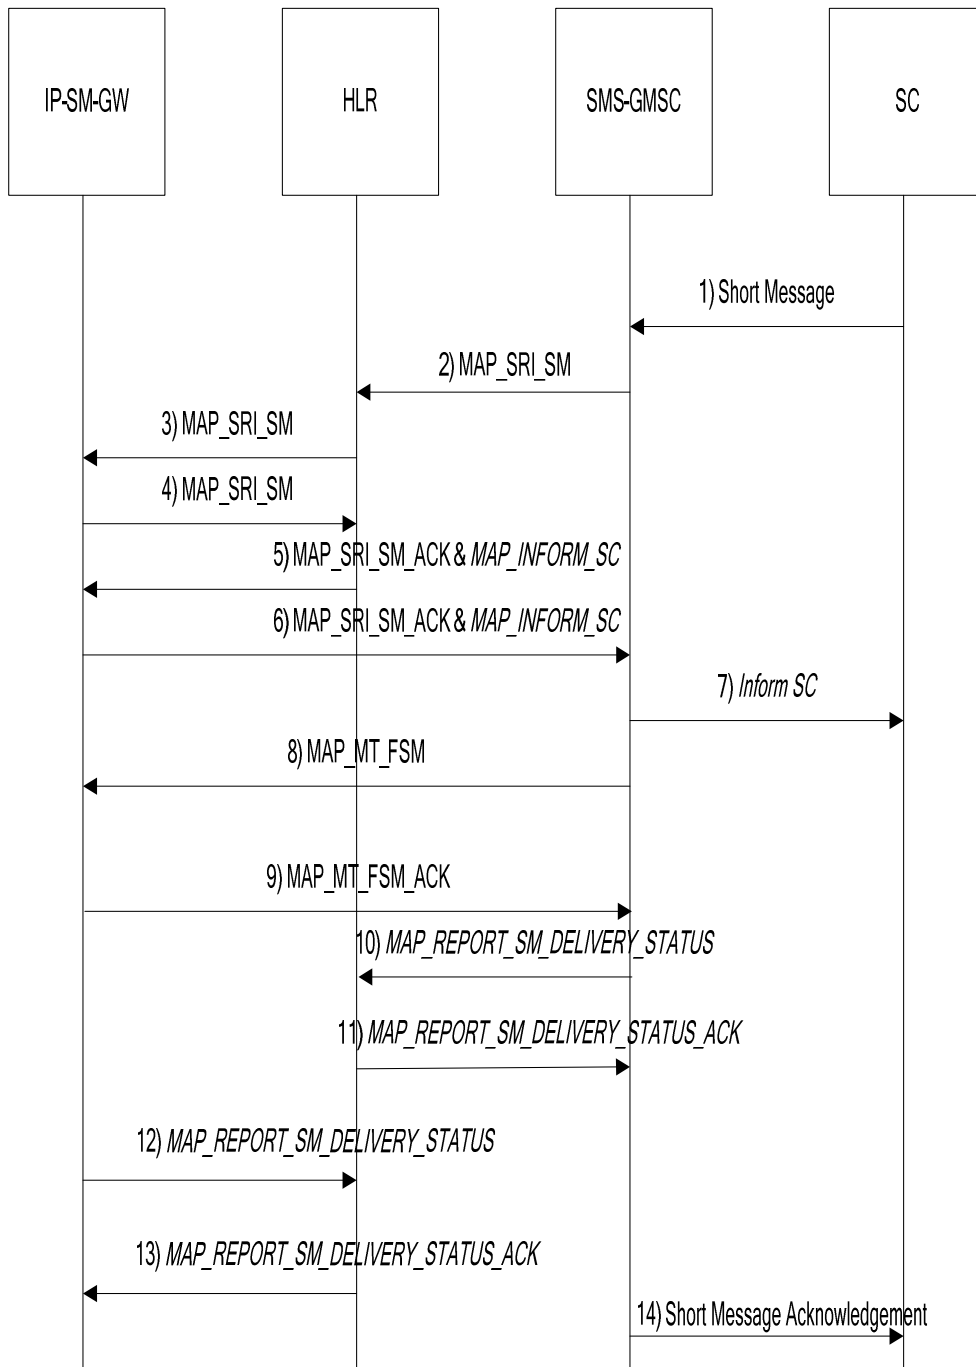 IP-SM-GW
HLR
SMS-GMSC
SC
1) Short Message
2) MAP_SRI_SM
3) MAP_SRI_SM
4) MAP_SRI_SM
5) MAP_SRI_SM_ACK & MAP_INFORM_SC
6) MAP_SRI_SM_ACK & MAP_INFORM_SC
7) Inform SC
8) MAP_MT_FSM
9) MAP_MT_FSM_ACK
10) MAP_REPORT_SM_DELIVERY_STATUS
11) MAP_REPORT_SM_DELIVERY_STATUS_ACK
12) MAP_REPORT_SM_DELIVERY_STATUS
13) MAP_REPORT_SM_DELIVERY_STATUS_ACK
14) Short Message Acknowledgement